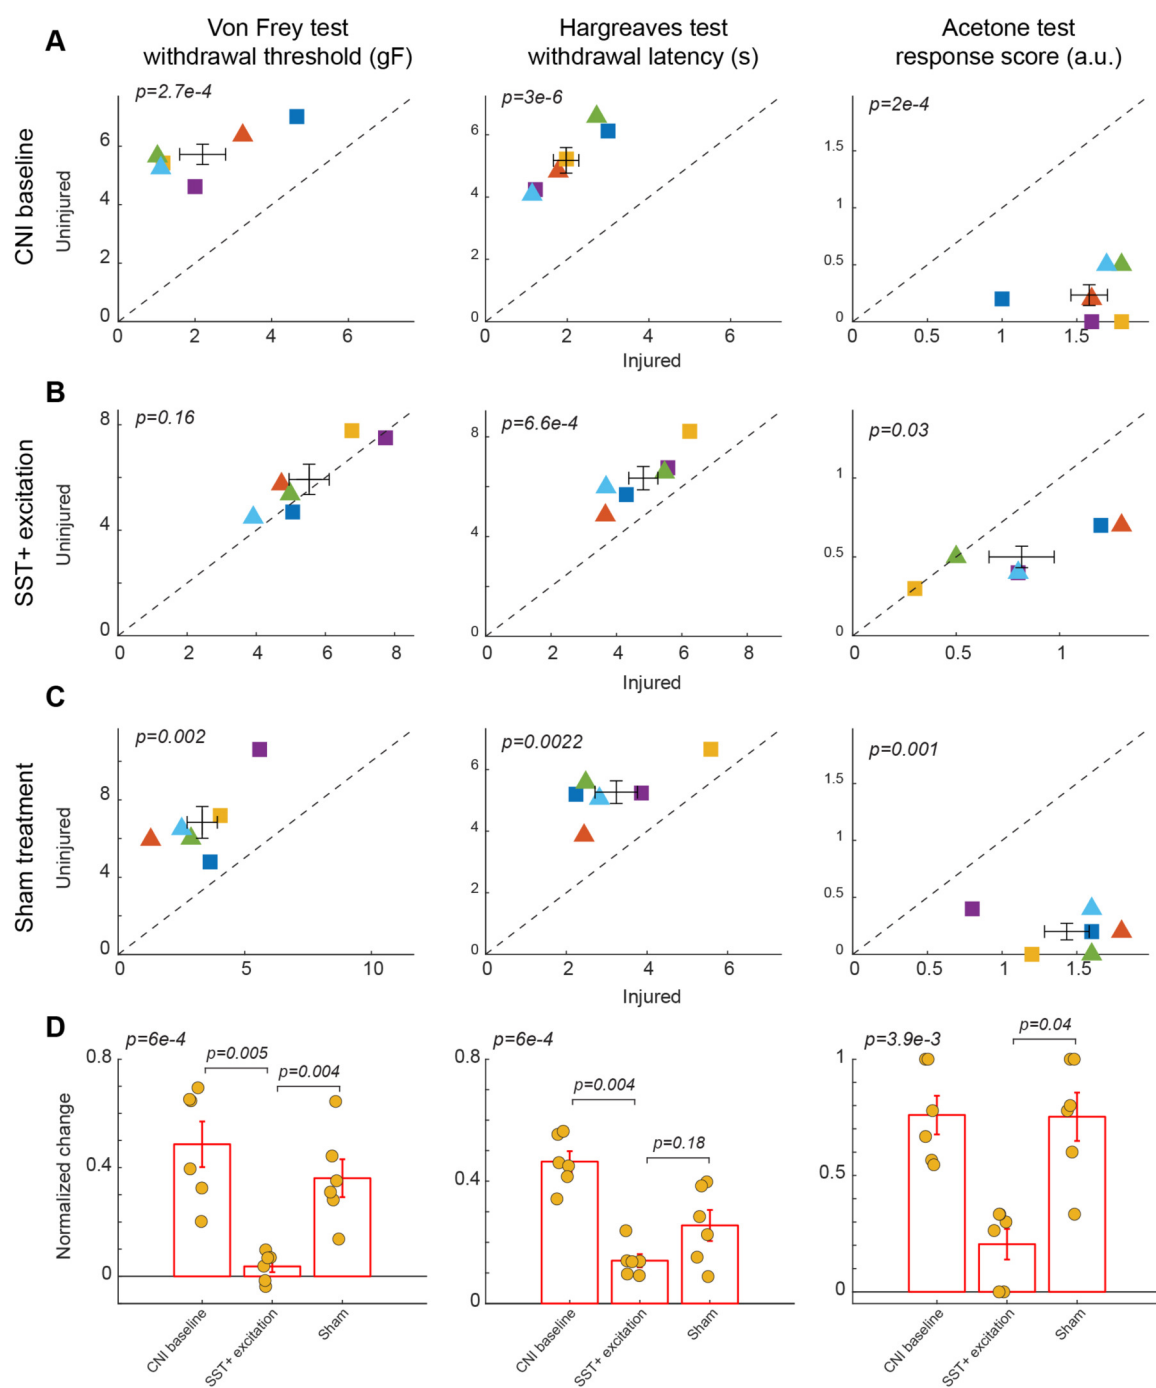 A
Von Frey test
withdrawal threshold (gF)
Hargreaves test
withdrawal latency (s)
Acetone test
response score (a.u.)
CNI baseline
Uninjured
p=2.7e-4
6
4
2
0
0 2 4 6
p=3e-6
6
4
2
0
0 2 4 6
Injured
p=2e-4
1.5
1
0.5
0
0 0.5 1 1.5
B
SST+ excitation
Uninjured
p=0.16
8
4
0
0 2 4 6 8
p=6.6e-4
8
4
0
0 2 4 6 8
Injured
p=0.03
1
0.5
0
0 0.5 1
C
Sham treatment
Uninjured
p=0.002
8
4
0
0 5 10
p=0.0022
6
4
2
0
0 2 4 6
Injured
p=0.001
1.5
1
0.5
0
0 0.5 1 1.5
D
Normalized change
p=6e-4
p=0.005
p=0.004
0.8
0.4
0
CNI baseline
SST+ excitation
Sham
p=6e-4
p=0.004
p=0.18
0.8
0.4
0
CNI baseline
SST+ excitation
Sham
p=3.9e-3
p=0.04
1
0.5
0
CNI baseline
SST+ excitation
Sham